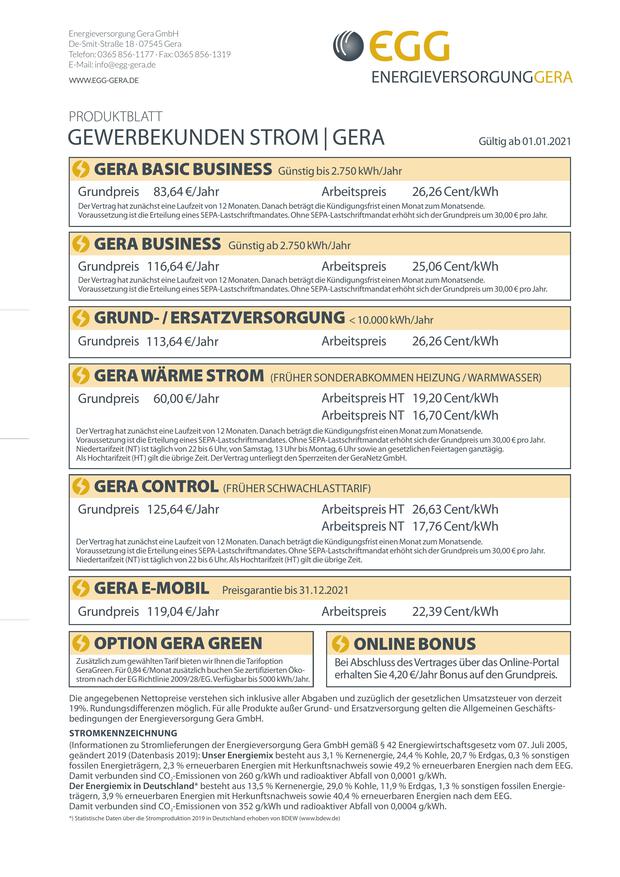 Energieversorgung Gera GmbH
De-Smit-Straße 18 · 07545 Gera
Telefon: 0365 856-1177 · Fax: 0365 856-1319
E-Mail: info@egg-gera.de
WWW.EGG-GERA.DE
EGG
ENERGIEVERSORGUNGGERA
PRODUKTBLATT
GEWERBEKUNDEN STROM | GERA
Gültig ab 01.01.2021
GERA BASIC BUSINESS Günstig bis 2.750 kWh/Jahr
Grundpreis 83,64 €/Jahr Arbeitspreis 26,26 Cent/kWh
Der Vertrag hat zunächst eine Laufzeit von 12 Monaten. Danach beträgt die Kündigungsfrist einen Monat zum Monatsende.
Voraussetzung ist die Erteilung eines SEPA-Lastschriftmandates. Ohne SEPA-Lastschriftmandat erhöht sich der Grundpreis um 30,00 € pro Jahr.
GERA BUSINESS Günstig ab 2.750 kWh/Jahr
Grundpreis 116,64 €/Jahr Arbeitspreis 25,06 Cent/kWh
Der Vertrag hat zunächst eine Laufzeit von 12 Monaten. Danach beträgt die Kündigungsfrist einen Monat zum Monatsende.
Voraussetzung ist die Erteilung eines SEPA-Lastschriftmandates. Ohne SEPA-Lastschriftmandat erhöht sich der Grundpreis um 30,00 € pro Jahr.
GRUND- / ERSATZVERSORGUNG < 10.000 kWh/Jahr
Grundpreis 113,64 €/Jahr Arbeitspreis 26,26 Cent/kWh
GERA WÄRME STROM (FRÜHER SONDERABKOMMEN HEIZUNG / WARMWASSER)
Grundpreis 60,00 €/Jahr Arbeitspreis HT 19,20 Cent/kWh
Arbeitspreis NT 16,70 Cent/kWh
Der Vertrag hat zunächst eine Laufzeit von 12 Monaten. Danach beträgt die Kündigungsfrist einen Monat zum Monatsende.
Voraussetzung ist die Erteilung eines SEPA-Lastschriftmandates. Ohne SEPA-Lastschriftmandat erhöht sich der Grundpreis um 30,00 € pro Jahr.
Niedertarifzeit (NT) ist täglich von 22 bis 6 Uhr, von Samstag, 13 Uhr bis Montag, 6 Uhr sowie an gesetzlichen Feiertagen ganztägig.
Als Hochtarifzeit (HT) gilt die übrige Zeit. Der Vertrag unterliegt den Sperrzeiten der GeraNetz GmbH.
GERA CONTROL (FRÜHER SCHWACHLASTTARIF)
Grundpreis 125,64 €/Jahr Arbeitspreis HT 26,63 Cent/kWh
Arbeitspreis NT 17,76 Cent/kWh
Der Vertrag hat zunächst eine Laufzeit von 12 Monaten. Danach beträgt die Kündigungsfrist einen Monat zum Monatsende.
Voraussetzung ist die Erteilung eines SEPA-Lastschriftmandates. Ohne SEPA-Lastschriftmandat erhöht sich der Grundpreis um 30,00 € pro Jahr.
Niedertarifzeit (NT) ist täglich von 22 bis 6 Uhr. Als Hochtarifzeit (HT) gilt die übrige Zeit.
GERA E-MOBIL Preisgarantie bis 31.12.2021
Grundpreis 119,04 €/Jahr Arbeitspreis 22,39 Cent/kWh
OPTION GERA GREEN
Zusätzlich zum gewählten Tarif bieten wir Ihnen die Tarifoption
GeraGreen. Für 0,84 €/Monat zusätzlich buchen Sie zertifizierten Öko-
strom nach der EG Richtlinie 2009/28/EG. Verfügbar bis 5000 kWh/Jahr.
ONLINE BONUS
Bei Abschluss des Vertrages über das Online-Portal
erhalten Sie 4,20 €/Jahr Bonus auf den Grundpreis.
Die angegebenen Nettopreise verstehen sich inklusive aller Abgaben und zuzüglich der gesetzlichen Umsatzsteuer von derzeit
19%. Rundungsdifferenzen möglich. Für alle Produkte außer Grund- und Ersatzversorgung gelten die Allgemeinen Geschäfts-
bedingungen der Energieversorgung Gera GmbH.
STROMKENNZEICHNUNG
(Informationen zu Stromlieferungen der Energieversorgung Gera GmbH gemäß § 42 Energiewirtschaftsgesetz vom 07. Juli 2005,
geändert 2019 (Datenbasis 2019): Unser Energiemix besteht aus 3,1 % Kernenergie, 24,4 % Kohle, 20,7 % Erdgas, 0,3 % sonstigen
fossilen Energieträgern, 2,3 % erneuerbaren Energien mit Herkunftsnachweis sowie 49,2 % erneuerbaren Energien nach dem EEG.
Damit verbunden sind CO2-Emissionen von 260 g/kWh und radioaktiver Abfall von 0,0001 g/kWh.
Der Energiemix in Deutschland* besteht aus 13,5 % Kernenergie, 29,0 % Kohle, 11,9 % Erdgas, 1,3 % sonstigen fossilen Energie-
trägern, 3,9 % erneuerbaren Energien mit Herkunftsnachweis sowie 40,4 % erneuerbaren Energien nach dem EEG.
Damit verbunden sind CO2-Emissionen von 352 g/kWh und radioaktiver Abfall von 0,0004 g/kWh.
*) Statistische Daten über die Stromproduktion 2019 in Deutschland erhoben von BDEW (www.bdew.de)